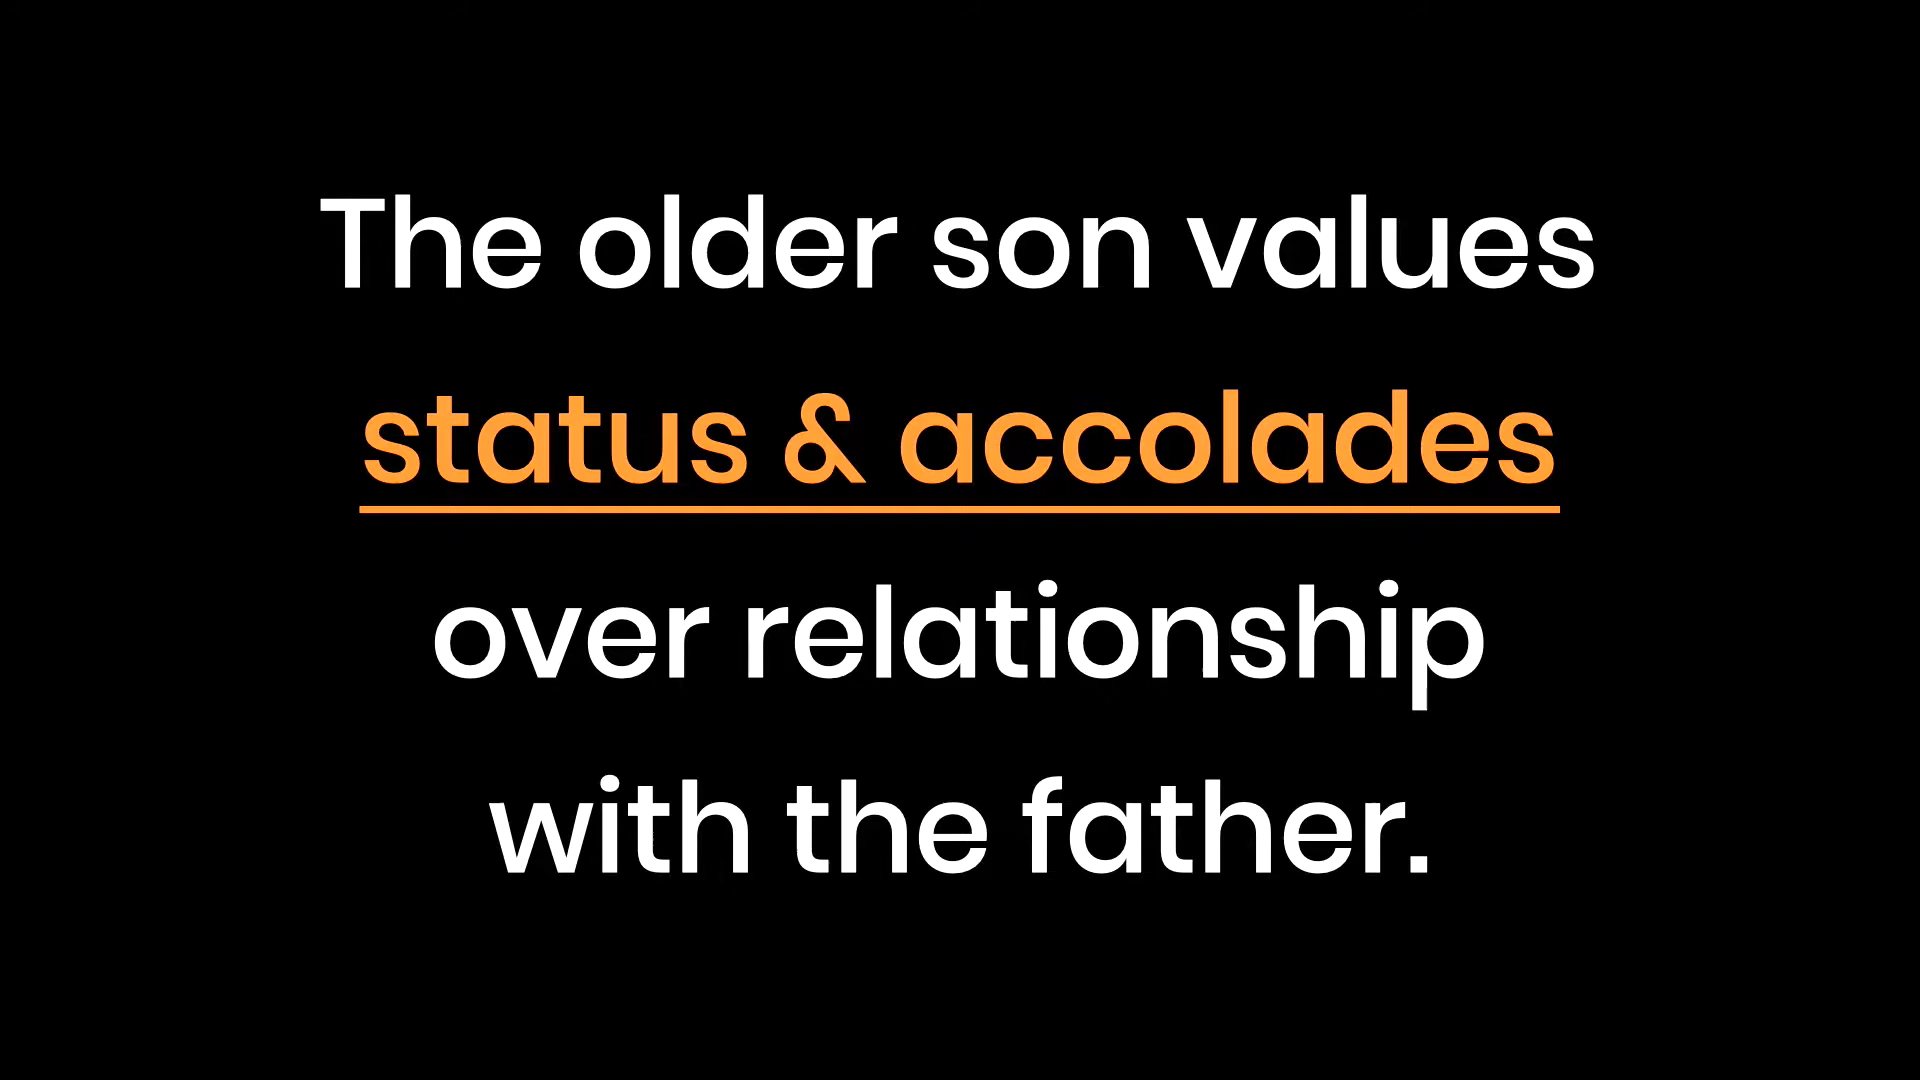 The older son values
status & accolades
over relationship
with the father.